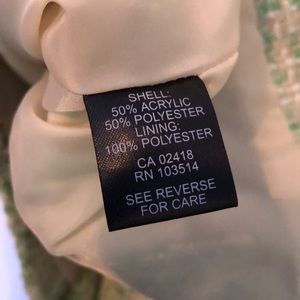 SHELL:
50% ACRYLIC
50% POLYESTER
LINING:
100% POLYESTER
CA 02418
RN 103514
SEE REVERSE
FOR CARE